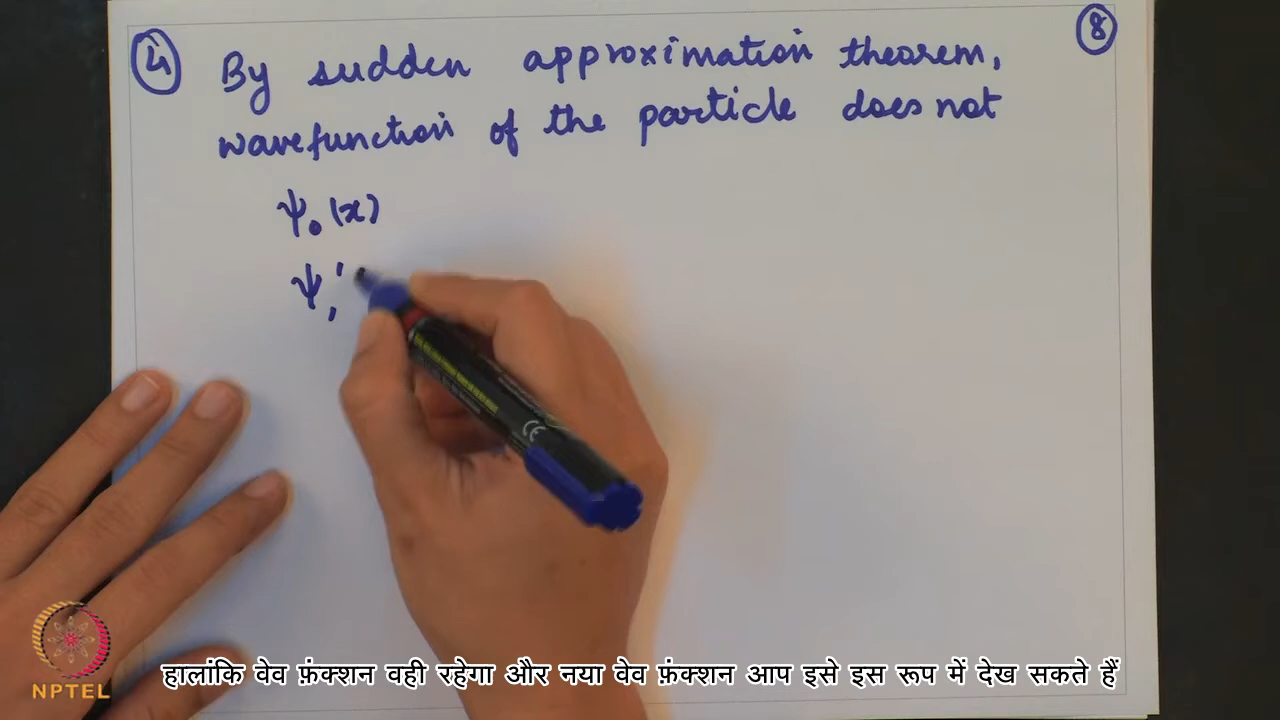 ④ By sudden approximation theorem, ⑧
wavefunction of the particle does not
ψ₀(x)
ψ₁′
CE
NPTEL
हालांकि वेव फ़ंक्शन वही रहेगा और नया वेव फ़ंक्शन आप इसे इस रूप में देख सकते हैं